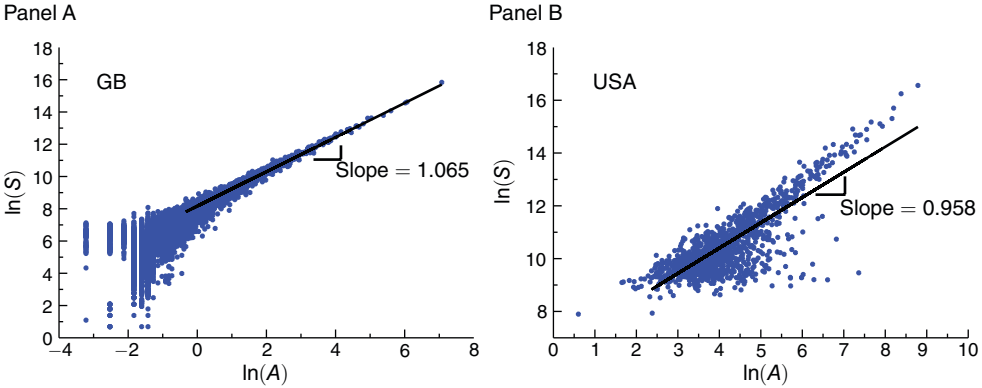 Panel A
18
16
14
12
10
8
6
4
2
0
ln(S)
GB
Slope = 1.065
−4 −2 0 2 4 6 8
ln(A)
Panel B
18
16
14
12
10
8
ln(S)
USA
Slope = 0.958
0 1 2 3 4 5 6 7 8 9 10
ln(A)